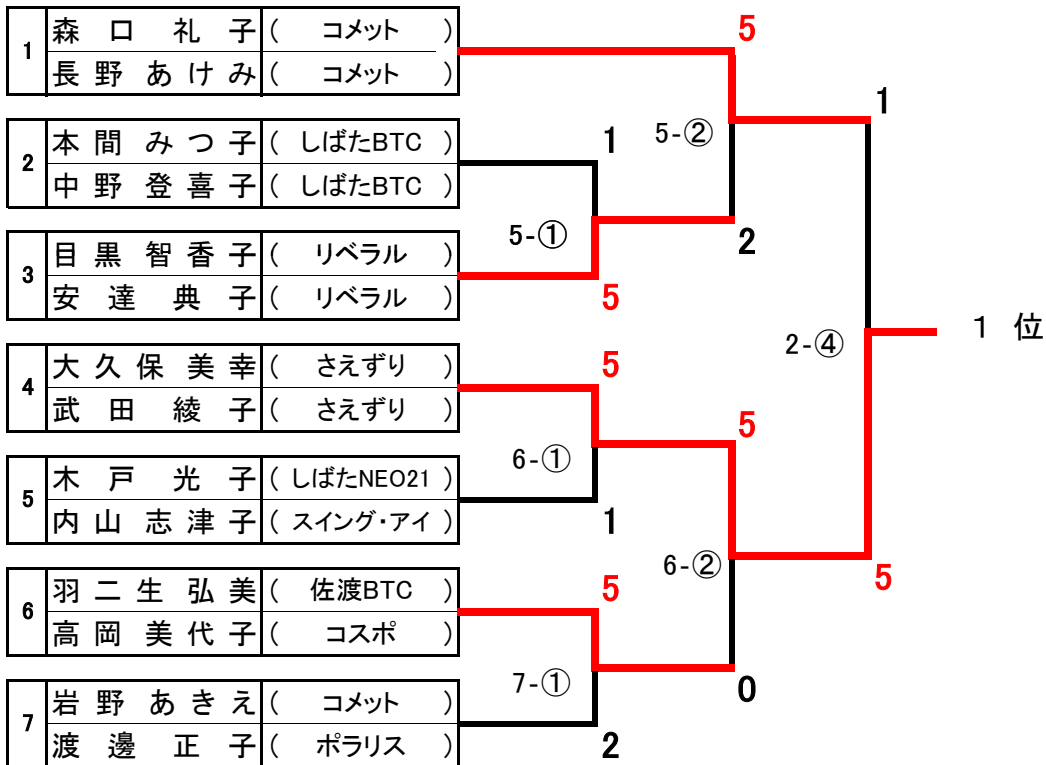 1 森口 礼子 ( コメット )
長野 あけみ ( コメット )
2 本間 みつ子 ( しばたBTC )
中野 登喜子 ( しばたBTC )
3 目黒 智香子 ( リベラル )
安達 典子 ( リベラル )
4 大久保 美幸 ( さえずり )
武田 綾子 ( さえずり )
5 木戸 光子 ( しばたNEO21 )
内山 志津子 ( スイング・アイ )
6 羽二生 弘美 ( 佐渡BTC )
高岡 美代子 ( コスポ )
7 岩野 あきえ ( コメット )
渡邊 正子 ( ポラリス )
1
5-①
5
5
6-①
1
5
7-①
2
5
5-②
2
5
6-②
0
1
2-④
5
1 位